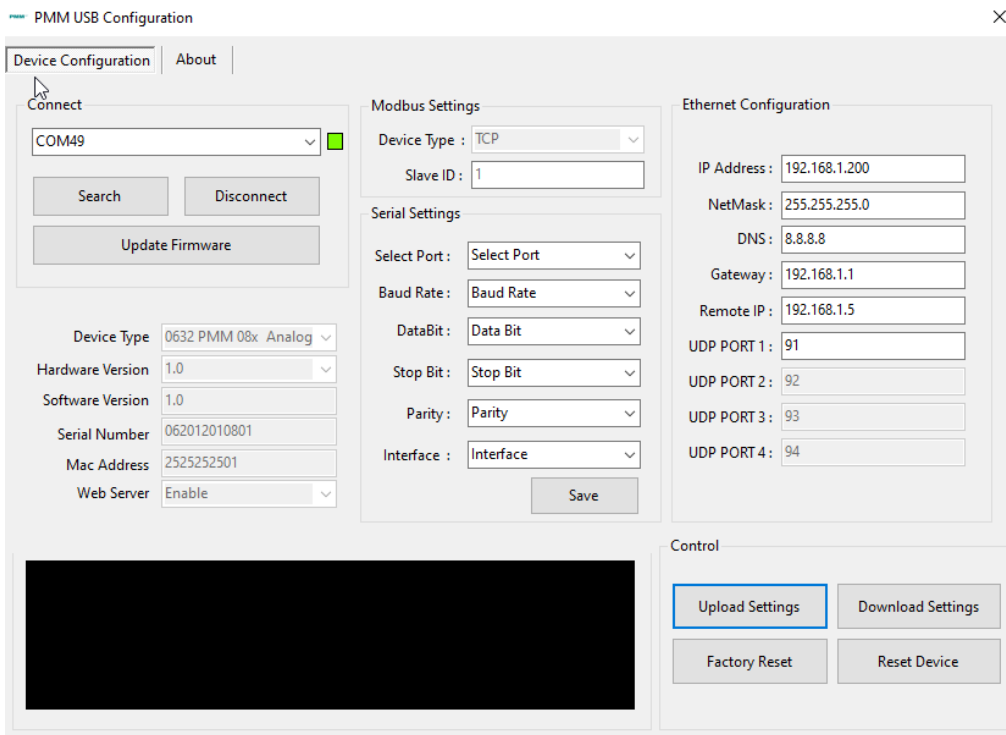 PMM USB Configuration
Device Configuration
About
Connect
COM49
Search
Disconnect
Update Firmware
Device Type 0632 PMM 08x Analog
Hardware Version 1.0
Software Version 1.0
Serial Number 062012010801
Mac Address 2525252501
Web Server Enable
Modbus Settings
Device Type : TCP
Slave ID : 1
Serial Settings
Select Port : Select Port
Baud Rate : Baud Rate
DataBit : Data Bit
Stop Bit : Stop Bit
Parity : Parity
Interface : Interface
Save
Ethernet Configuration
IP Address : 192.168.1.200
NetMask : 255.255.255.0
DNS : 8.8.8.8
Gateway : 192.168.1.1
Remote IP : 192.168.1.5
UDP PORT 1 : 91
UDP PORT 2 : 92
UDP PORT 3 : 93
UDP PORT 4 : 94
Control
Upload Settings
Download Settings
Factory Reset
Reset Device